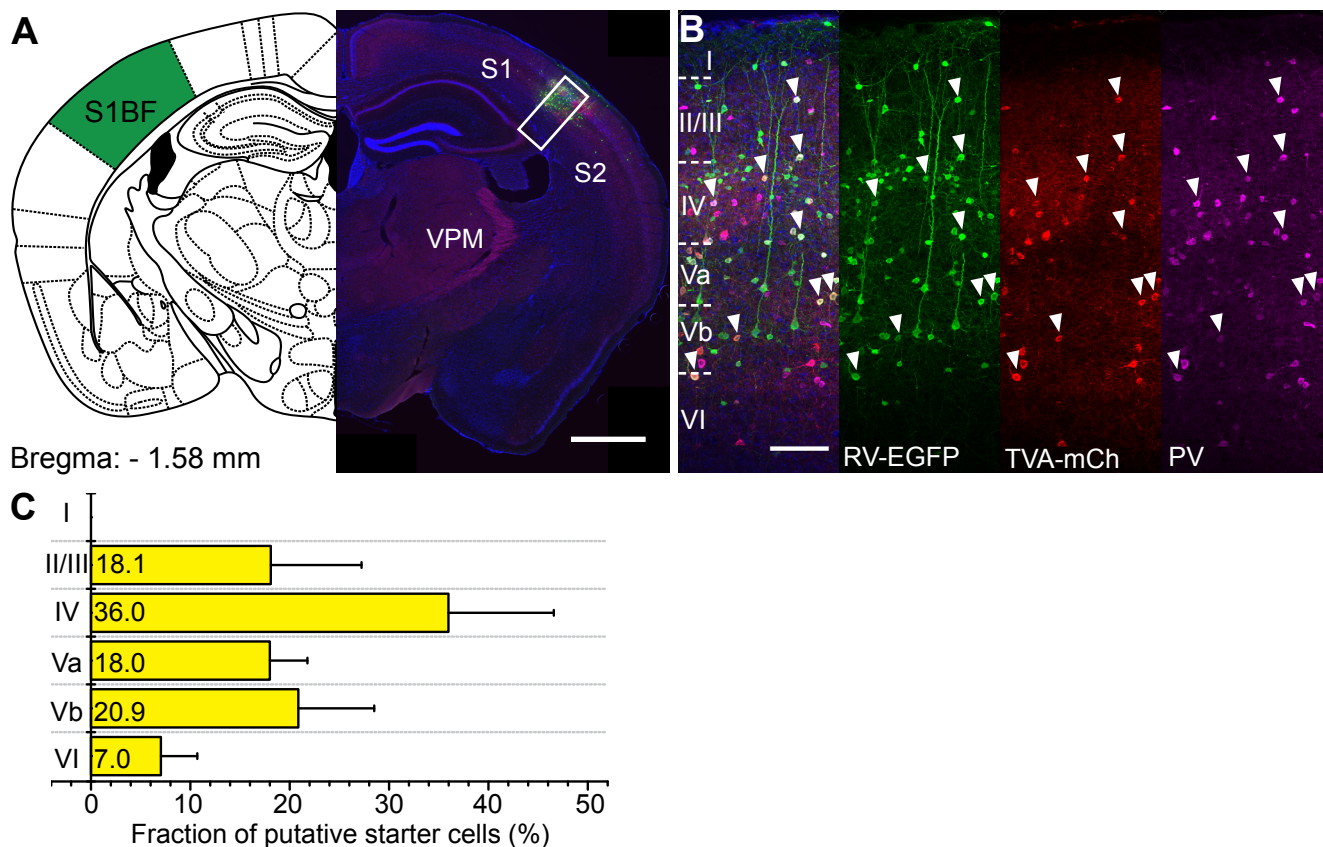 A
S1BF
S1
S2
VPM
Bregma: - 1.58 mm
B
I
II/III
IV
Va
Vb
VI
RV-EGFP
TVA-mCh
PV
C
I
II/III
18.1
IV
36.0
Va
18.0
Vb
20.9
VI
7.0
0 10 20 30 40 50
Fraction of putative starter cells (%)